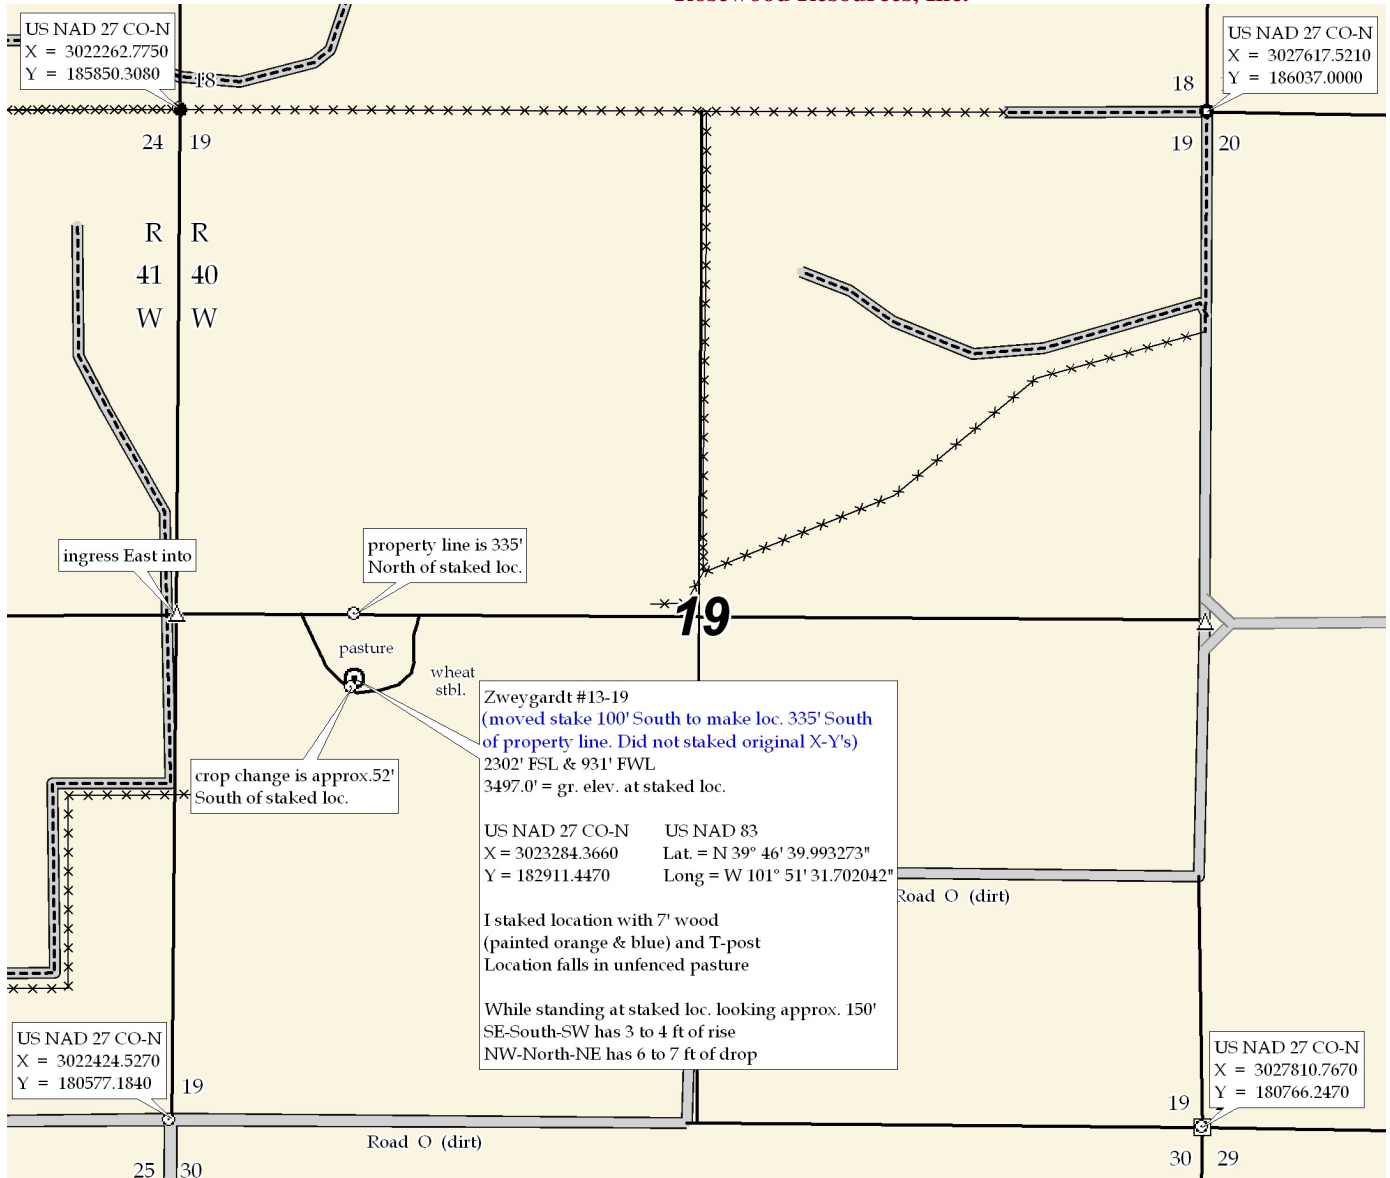 Rosewood Resources, Inc.
US NAD 27 CO-N
X = 3022262.7750
Y = 185850.3080
US NAD 27 CO-N
X = 3027617.5210
Y = 186037.0000
18
18
24
19
19
20
R
R
41
40
W
W
ingress East into
property line is 335'
North of staked loc.
19
pasture
wheat
stbl.
crop change is approx.52'
South of staked loc.
Zweygardt #13-19
(moved stake 100' South to make loc. 335' South
of property line. Did not staked original X-Y's)
2302' FSL & 931' FWL
3497.0' = gr. elev. at staked loc.
US NAD 27 CO-N US NAD 83
X = 3023284.3660 Lat. = N 39° 46' 39.993273"
Y = 182911.4470 Long = W 101° 51' 31.702042"
I staked location with 7' wood
(painted orange & blue) and T-post
Location falls in unfenced pasture
While standing at staked loc. looking approx. 150'
SE-South-SW has 3 to 4 ft of rise
NW-North-NE has 6 to 7 ft of drop
Road O (dirt)
US NAD 27 CO-N
X = 3022424.5270
Y = 180577.1840
19
US NAD 27 CO-N
X = 3027810.7670
Y = 180766.2470
19
Road O (dirt)
25
30
30
29